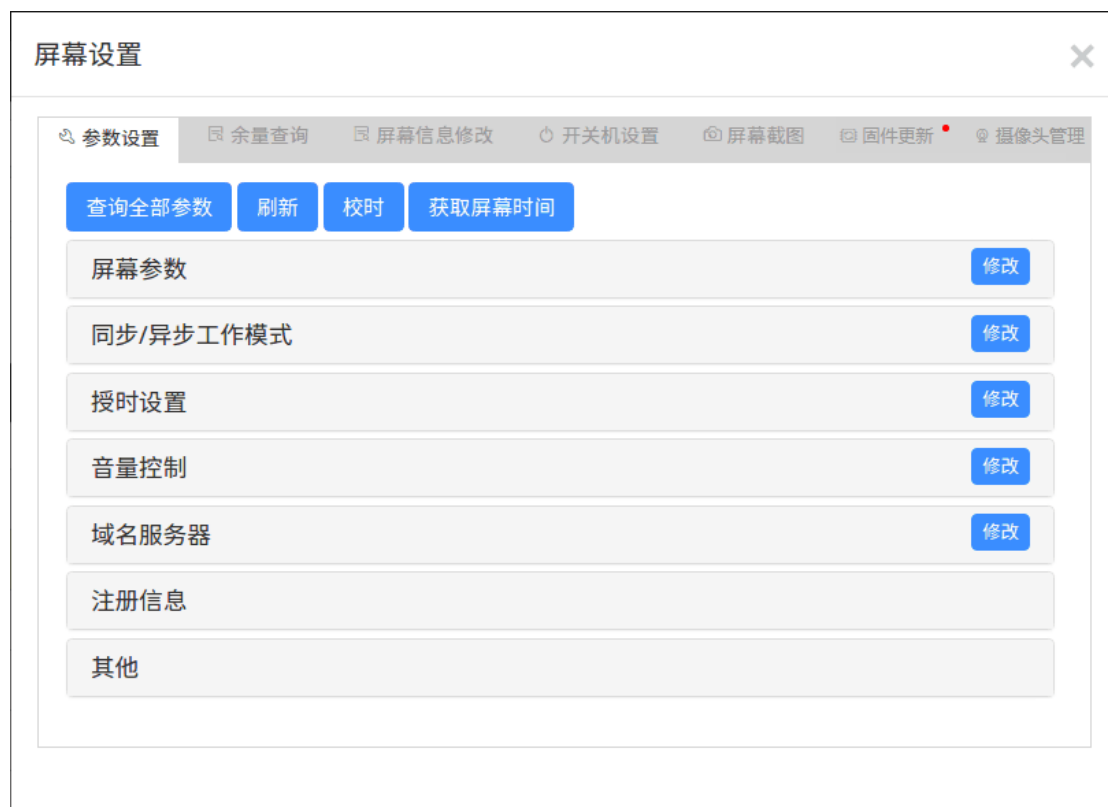 屏幕设置
参数设置 余量查询 屏幕信息修改 开关机设置 屏幕截图 固件更新 摄像头管理
查询全部参数 刷新 校时 获取屏幕时间
屏幕参数 修改
同步/异步工作模式 修改
授时设置 修改
音量控制 修改
域名服务器 修改
注册信息
其他